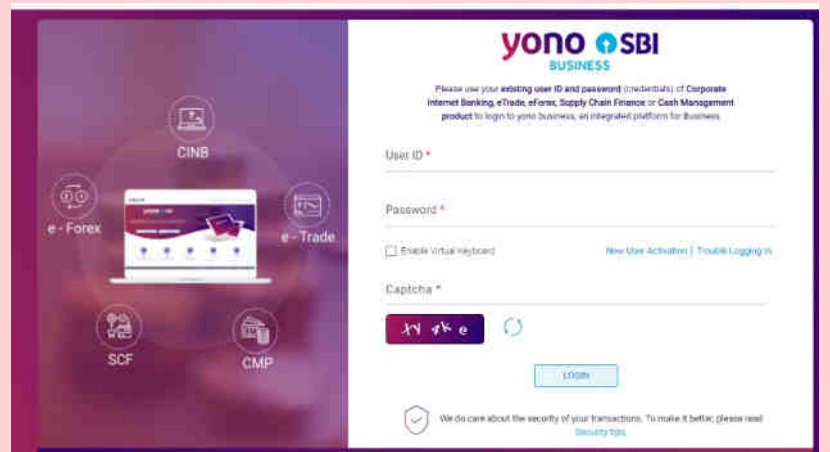 CINB
e - Forex
e - Trade
SCF
CMP
yono SBI
BUSINESS
Please use your existing user ID and password (credentials) of Corporate
Internet Banking, eTrade, eForex, Supply Chain Finance or Cash Management
product to login to yono business, an integrated platform for Business.
User ID *
Password *
Enable Virtual Keyboard
New User Activation | Trouble Logging In
Captcha *
LOGIN
We do care about the security of your transactions. To make it better, please read
Security tips.